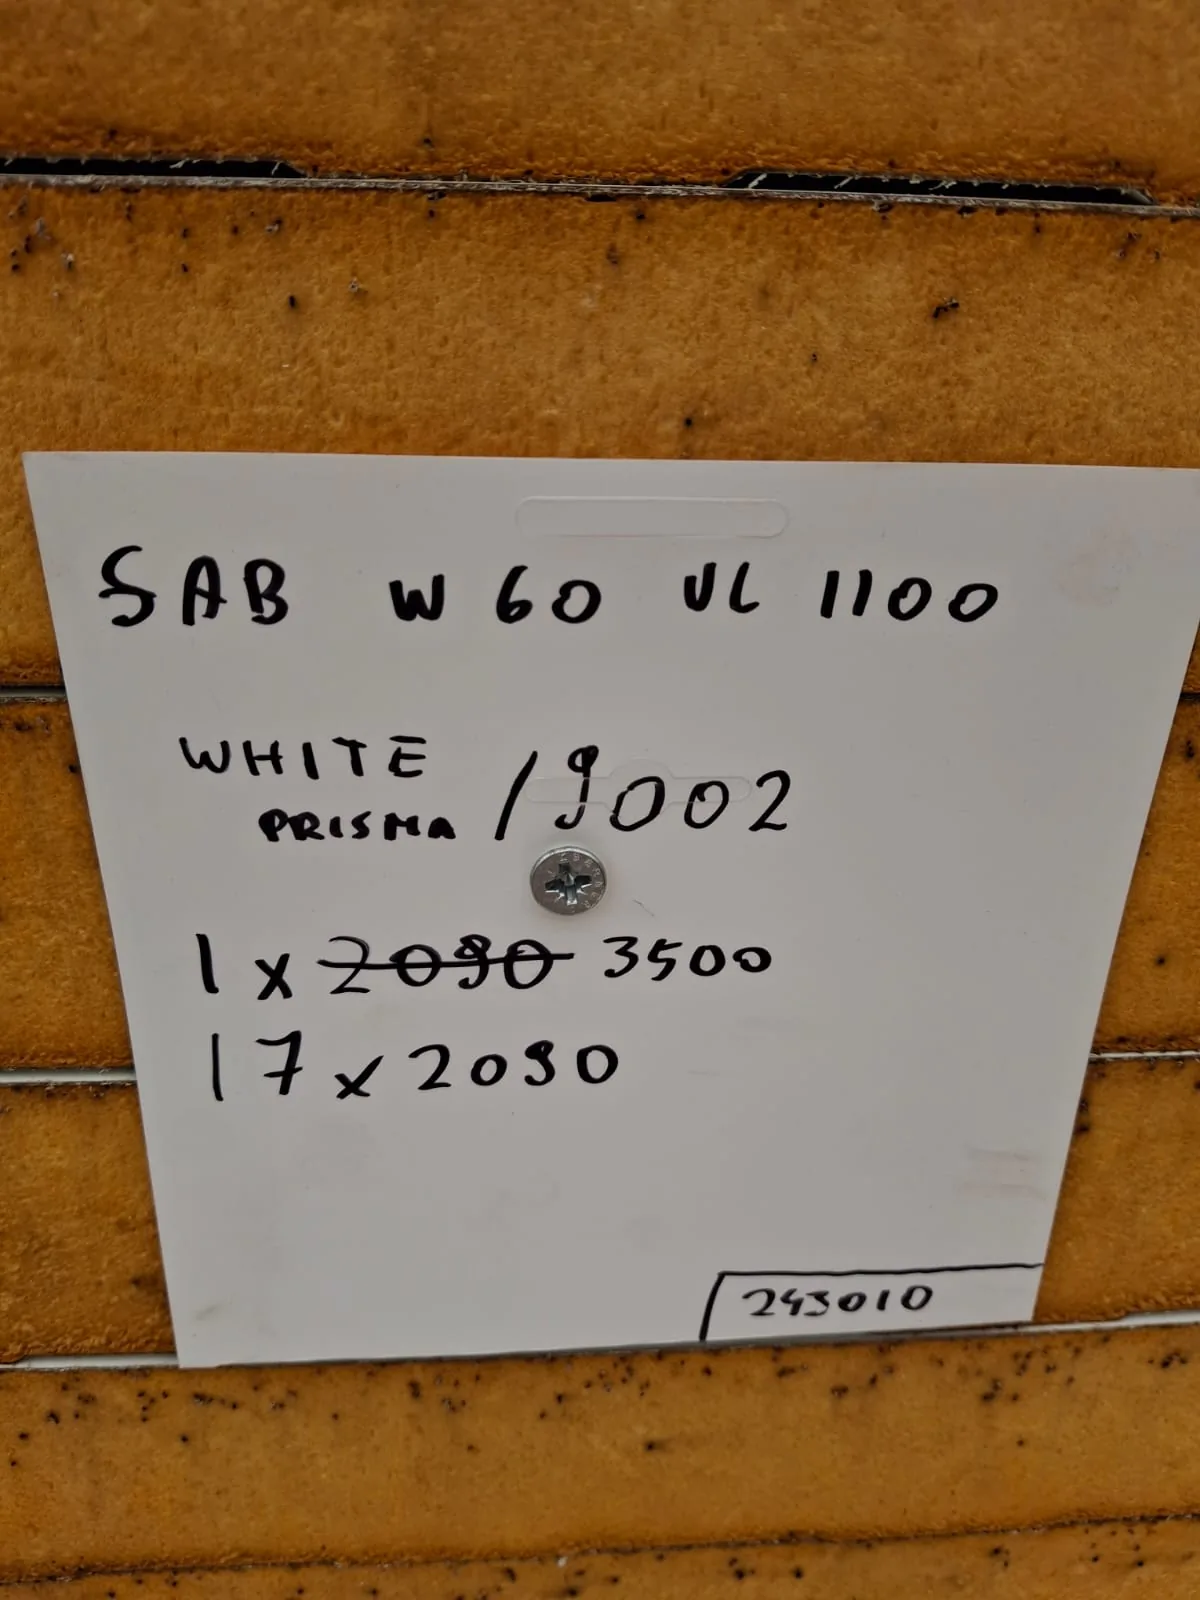 SAB W 60 VL 1100
WHITE
PRISMA / 9002
1 x 2090 3500
17 x 2090
243010